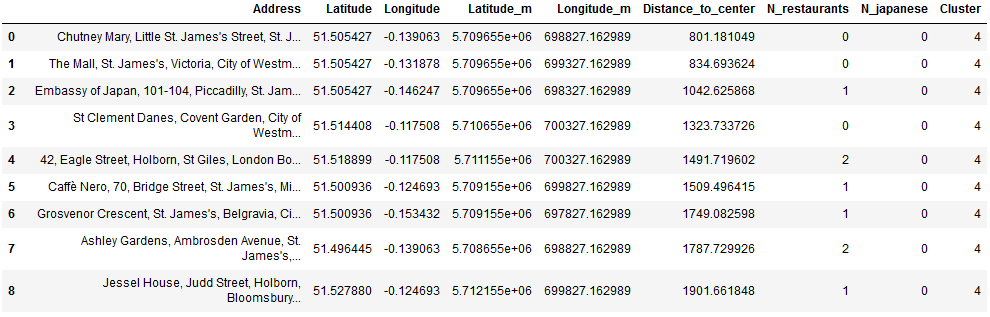 Address Latitude Longitude Latitude_m Longitude_m Distance_to_center N_restaurants N_japanese Cluster
0 Chutney Mary, Little St. James's Street, St. J... 51.505427 -0.139063 5.709655e+06 698827.162989 801.181049 0 0 4
1 The Mall, St. James's, Victoria, City of Westm... 51.505427 -0.131878 5.709655e+06 699327.162989 834.693624 0 0 4
2 Embassy of Japan, 101-104, Piccadilly, St. Jam... 51.505427 -0.146247 5.709655e+06 698327.162989 1042.625868 1 0 4
3 St Clement Danes, Covent Garden, City of
Westm... 51.514408 -0.117508 5.710655e+06 700327.162989 1323.733726 0 0 4
4 42, Eagle Street, Holborn, St Giles, London Bo... 51.518899 -0.117508 5.711155e+06 700327.162989 1491.719602 2 0 4
5 Caffè Nero, 70, Bridge Street, St. James's, Mi... 51.500936 -0.124693 5.709155e+06 699827.162989 1509.496415 1 0 4
6 Grosvenor Crescent, St. James's, Belgravia, Ci... 51.500936 -0.153432 5.709155e+06 697827.162989 1749.082598 1 0 4
7 Ashley Gardens, Ambrosden Avenue, St.
James's,... 51.496445 -0.139063 5.708655e+06 698827.162989 1787.729926 2 0 4
8 Jessel House, Judd Street, Holborn,
Bloomsbury... 51.527880 -0.124693 5.712155e+06 699827.162989 1901.661848 1 0 4